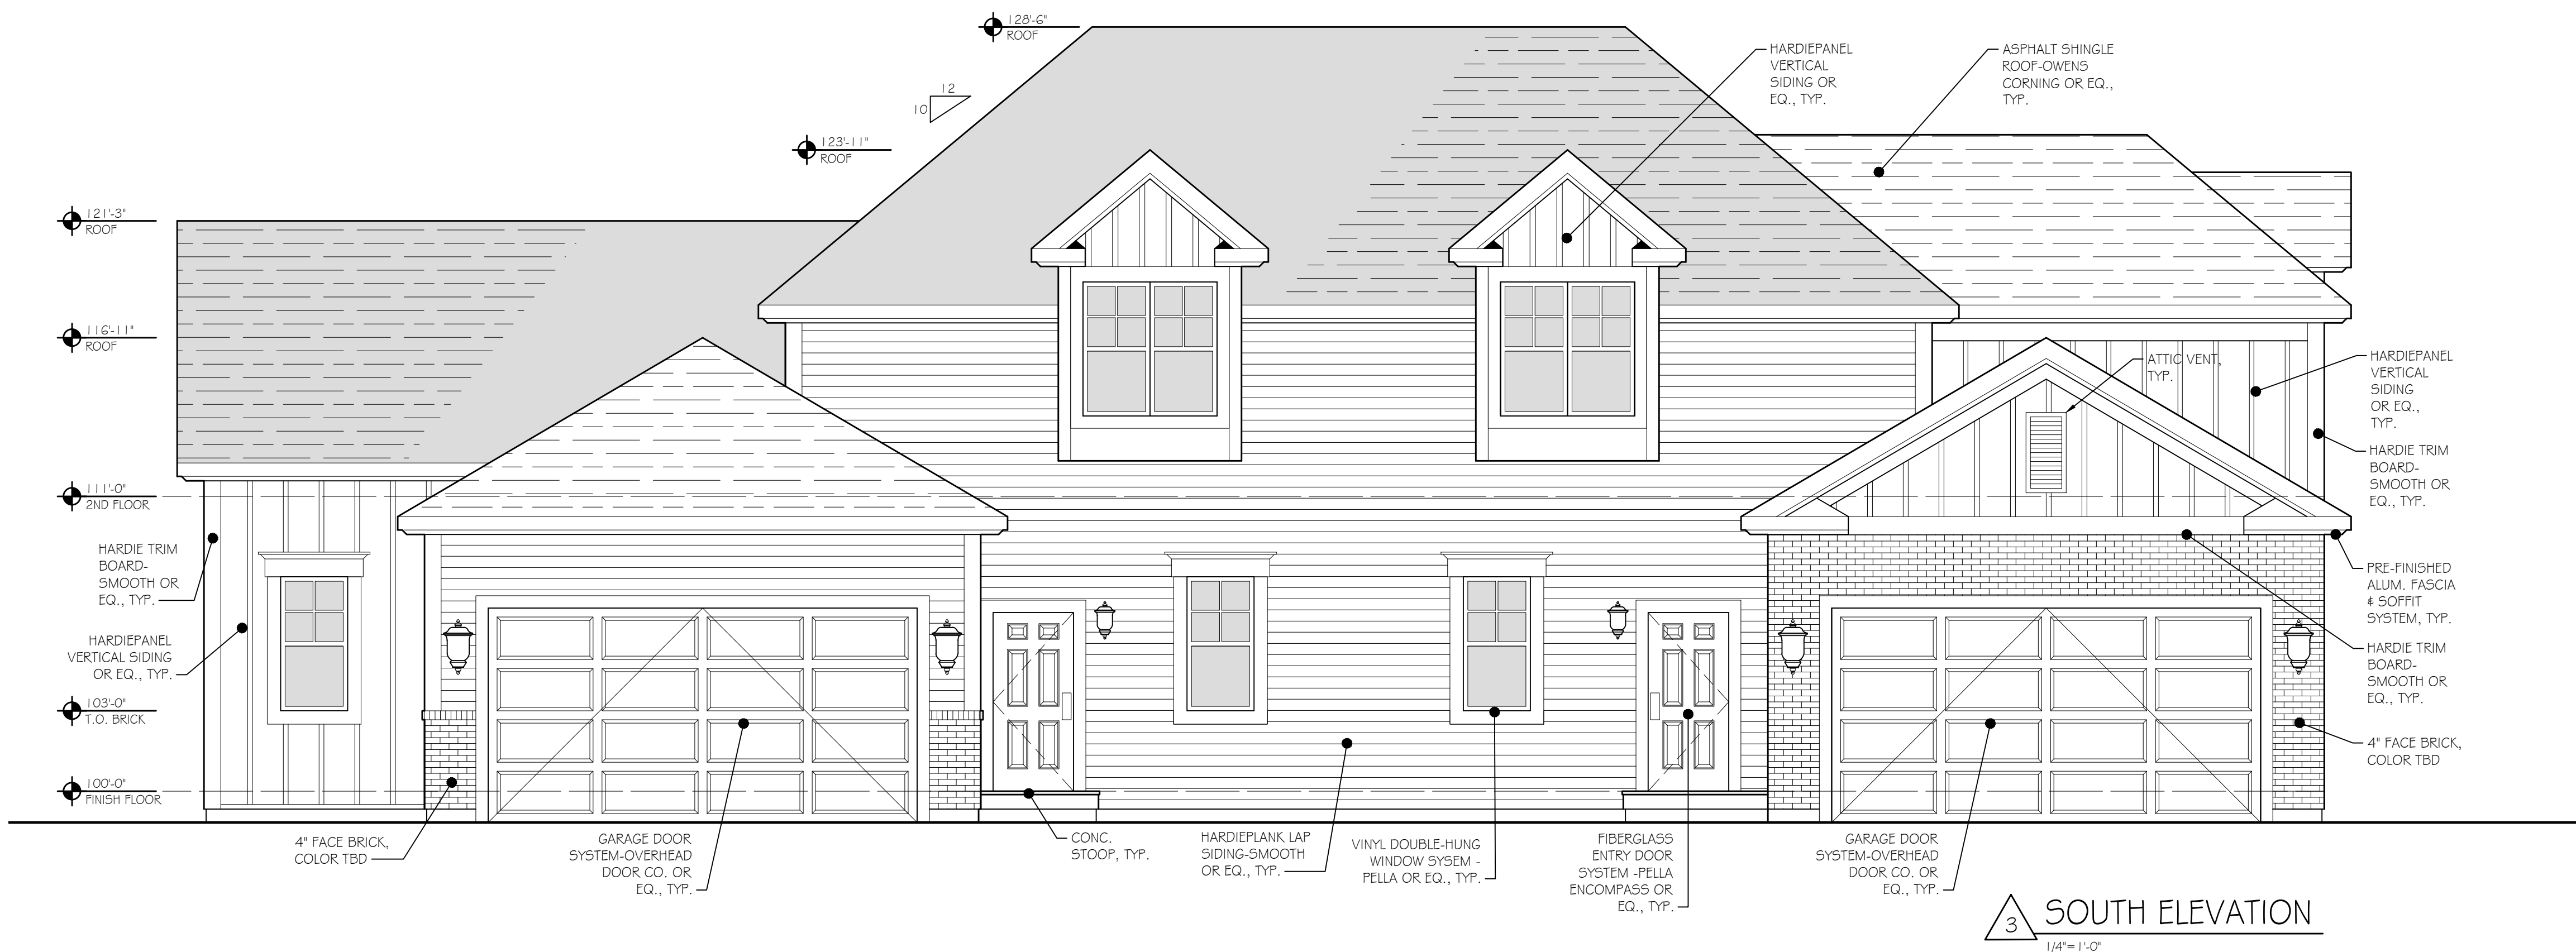 128'-6"
ROOF
12
10
123'-11"
ROOF
121'-3"
ROOF
116'-11"
ROOF
111'-0"
2ND FLOOR
103'-0"
T.O. BRICK
100'-0"
FINISH FLOOR
HARDIEPANEL
VERTICAL
SIDING OR
EQ., TYP.
ASPHALT SHINGLE
ROOF-OWENS
CORNING OR EQ.,
TYP.
ATTIC VENT,
TYP.
HARDIEPANEL
VERTICAL
SIDING
OR EQ.,
TYP.
HARDIE TRIM
BOARD-
SMOOTH OR
EQ., TYP.
PRE-FINISHED
ALUM. FASCIA
& SOFFIT
SYSTEM, TYP.
HARDIE TRIM
BOARD-
SMOOTH OR
EQ., TYP.
4" FACE BRICK,
COLOR TBD
HARDIE TRIM
BOARD-
SMOOTH OR
EQ., TYP.
HARDIEPANEL
VERTICAL SIDING
OR EQ., TYP.
4" FACE BRICK,
COLOR TBD
GARAGE DOOR
SYSTEM-OVERHEAD
DOOR CO. OR
EQ., TYP.
CONC.
STOOP, TYP.
HARDIEPLANK LAP
SIDING-SMOOTH
OR EQ., TYP.
VINYL DOUBLE-HUNG
WINDOW SYSEM -
PELLA OR EQ., TYP.
FIBERGLASS
ENTRY DOOR
SYSTEM -PELLA
ENCOMPASS OR
EQ., TYP.
GARAGE DOOR
SYSTEM-OVERHEAD
DOOR CO. OR
EQ., TYP.
3
SOUTH ELEVATION
1/4"= 1'-0"